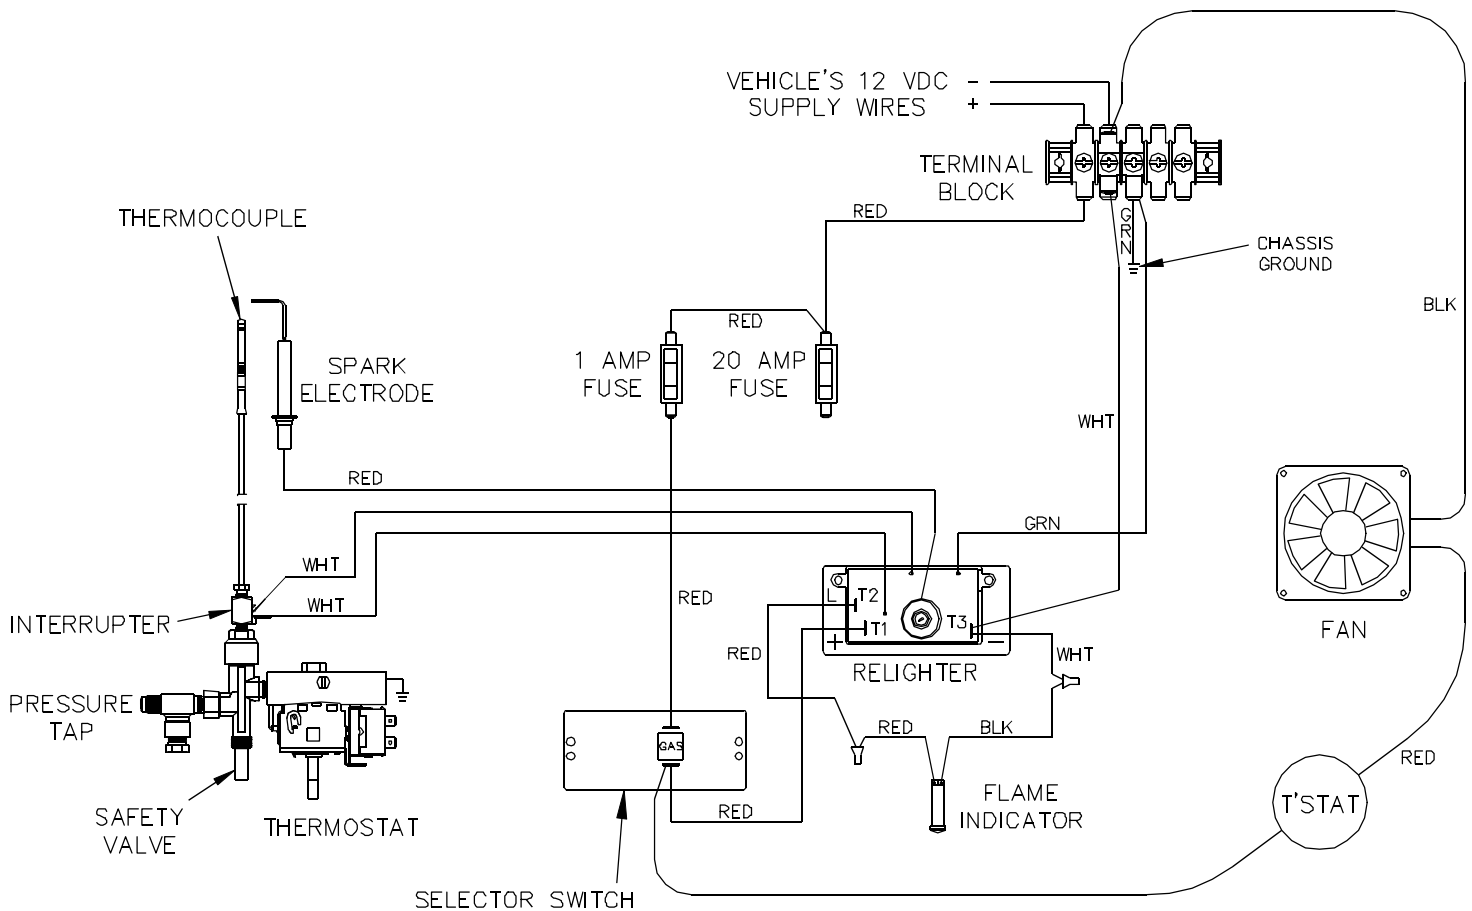 VEHICLE'S 12 VDC -
SUPPLY WIRES +
TERMINAL
BLOCK
RED
GRN
CHASSIS
GROUND
THERMOCOUPLE
BLK
RED
1 AMP
FUSE
20 AMP
FUSE
SPARK
ELECTRODE
WHT
RED
GRN
WHT
WHT
INTERRUPTER
RED
L T2
T1
T3
+ -
RELIGHTER
FAN
RED
WHT
PRESSURE
TAP
RED
BLK
GAS
RED
RED
FLAME
INDICATOR
T'STAT
SAFETY
VALVE
THERMOSTAT
SELECTOR SWITCH